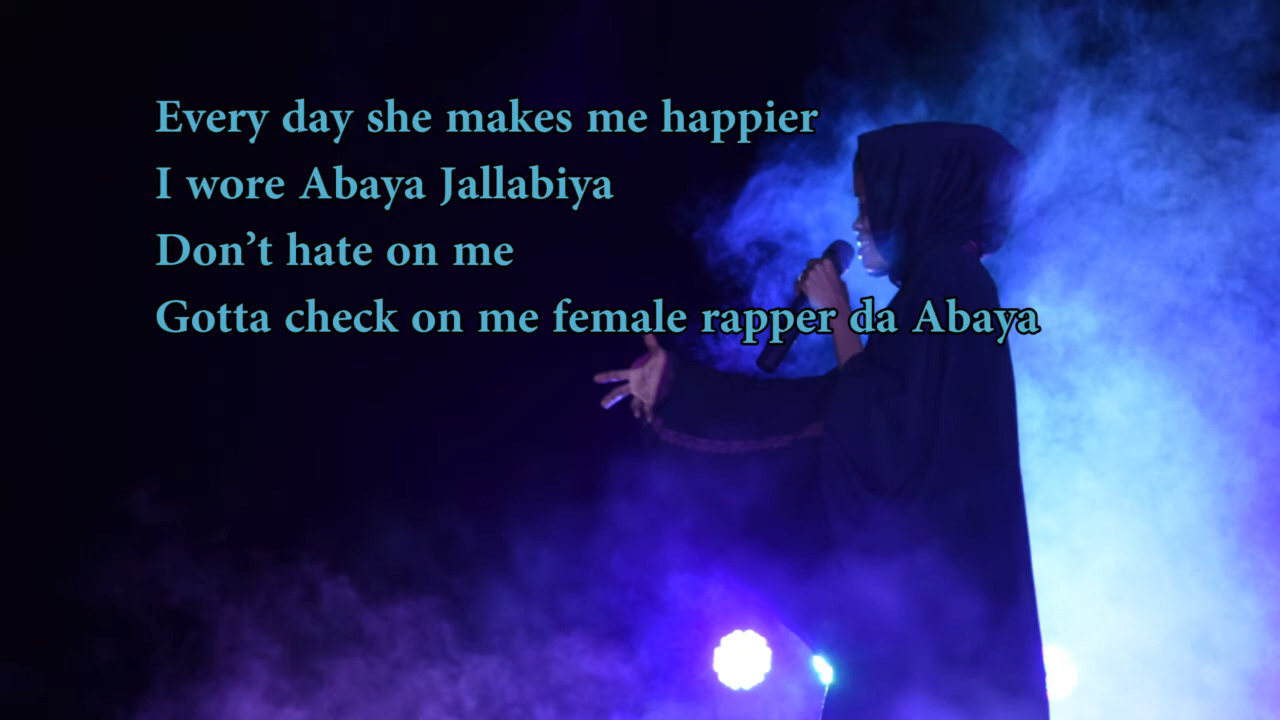 Every day she makes me happier
I wore Abaya Jallabiya
Don’t hate on me
Gotta check on me female rapper da Abaya